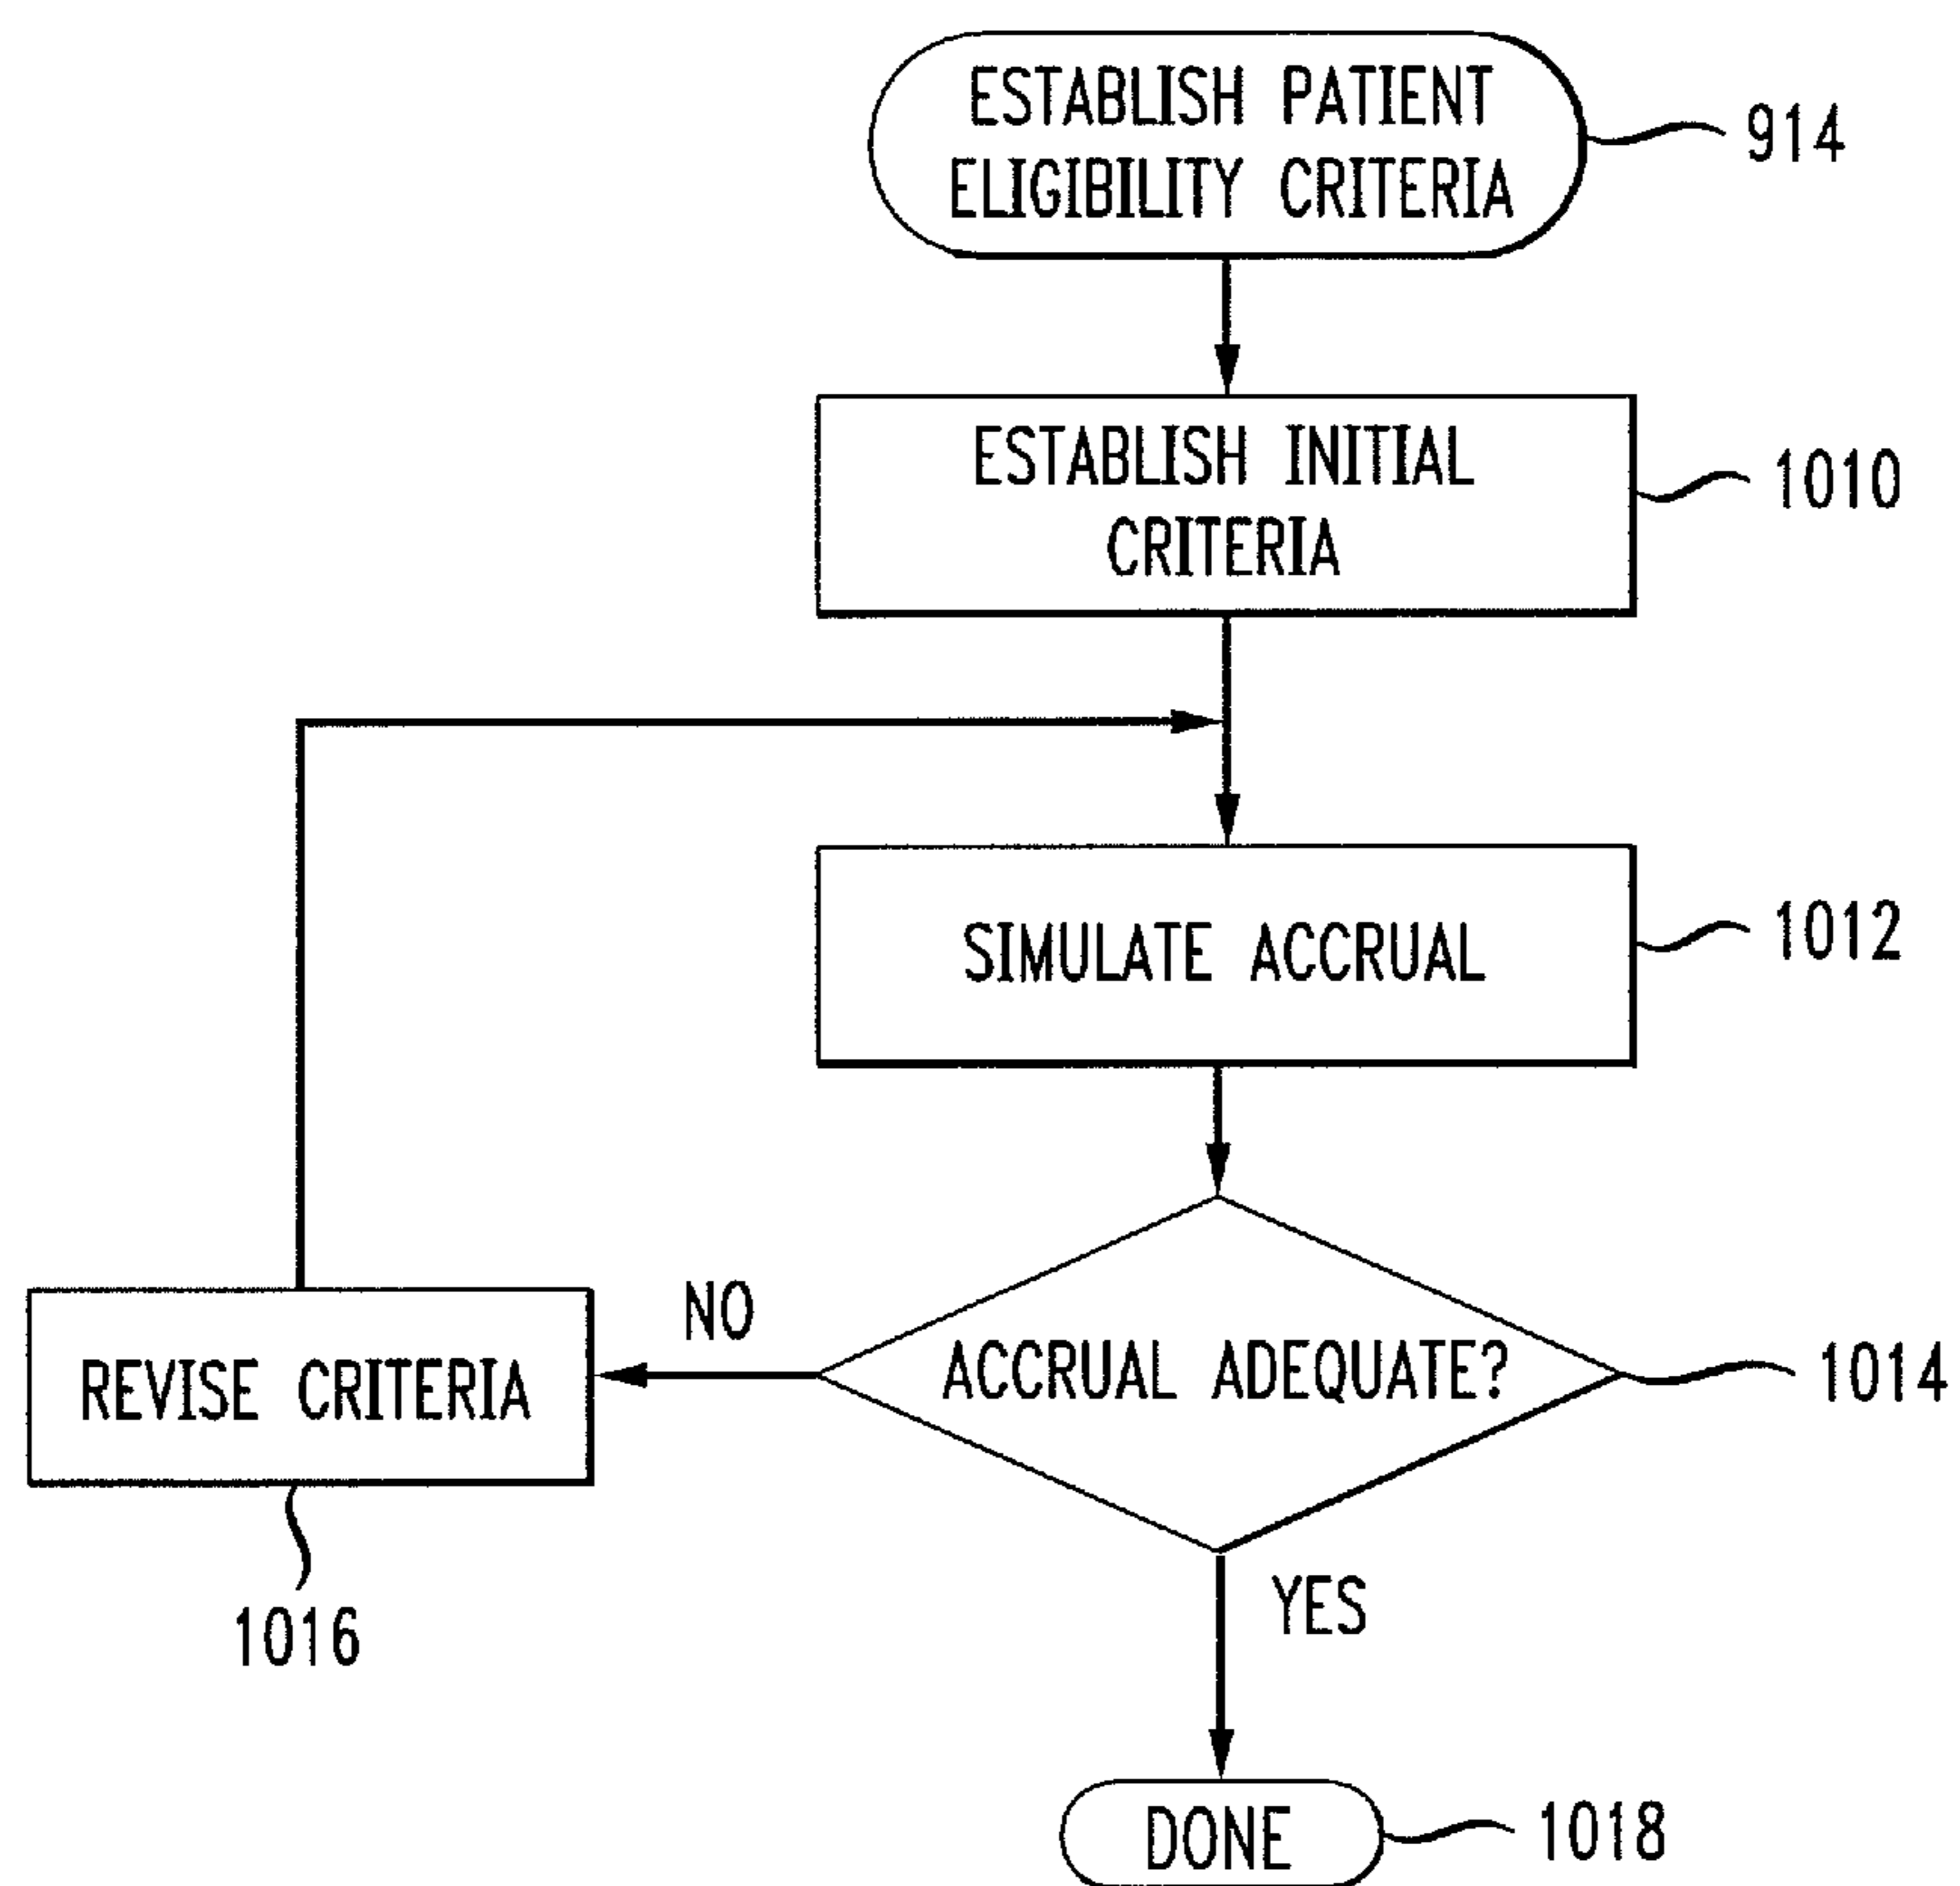 ESTABLISH PATIENT
ELIGIBILITY CRITERIA
914
ESTABLISH INITIAL
CRITERIA
1010
SIMULATE ACCRUAL
1012
NO
ACCRUAL ADEQUATE?
1014
REVISE CRITERIA
1016
YES
DONE
1018